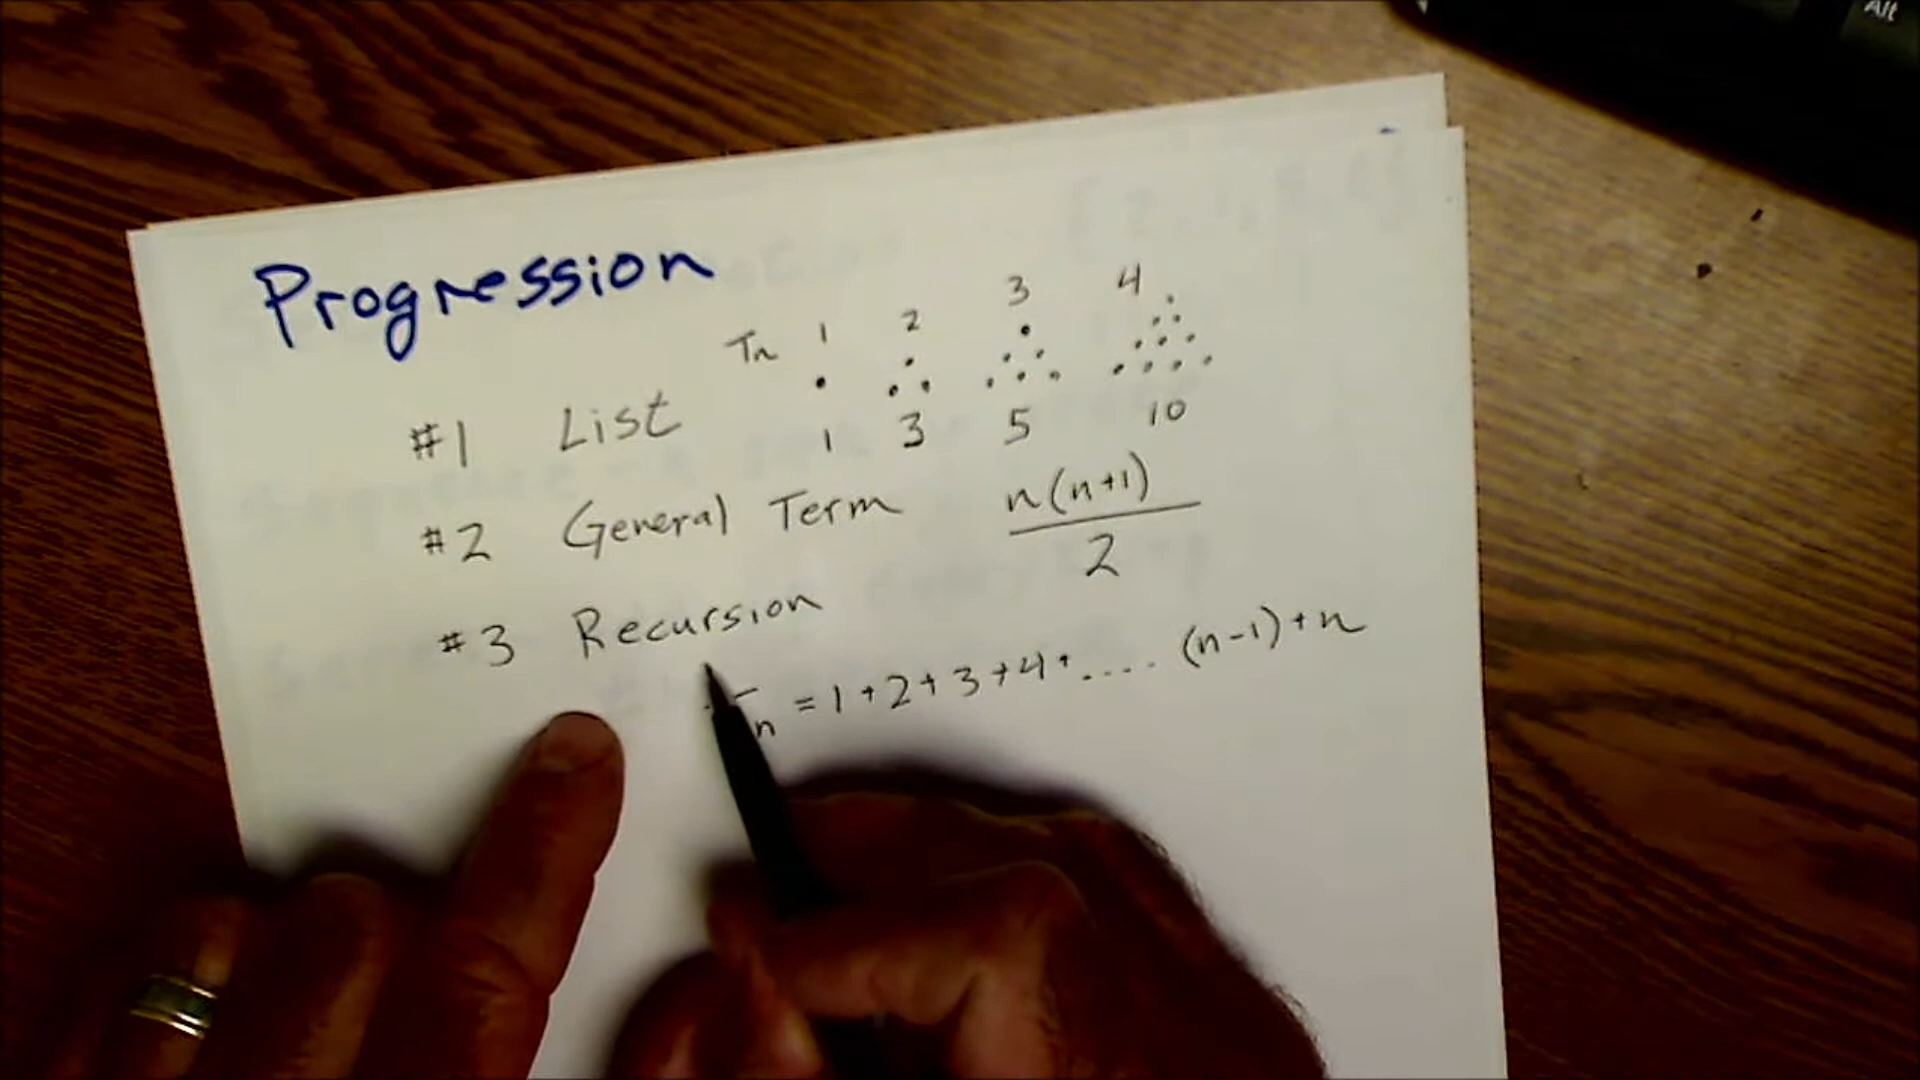 Alt
Progression
Tn 1 2 3 4
#1 List 1 3 5 10
#2 General Term n(n+1)
2
#3 Recursion
n = 1+2+3+4+.... (n-1)+n